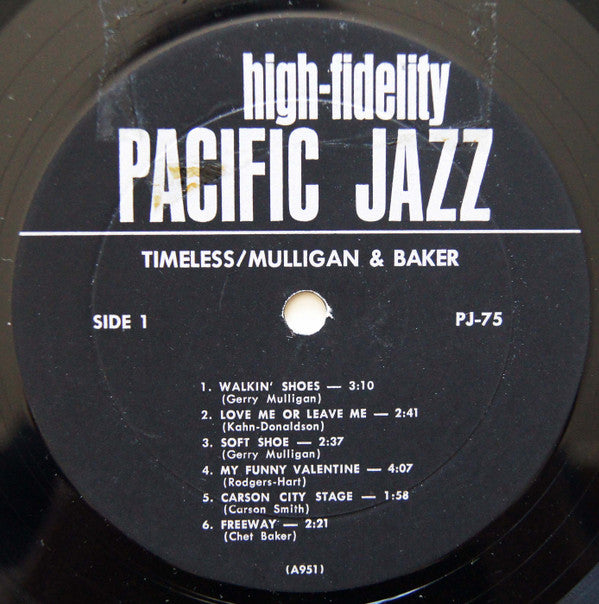 high-fidelity
PACIFIC JAZZ
TIMELESS/MULLIGAN & BAKER
SIDE 1 PJ-75
1. WALKIN' SHOES — 3:10
(Gerry Mulligan)
2. LOVE ME OR LEAVE ME — 2:41
(Kahn-Donaldson)
3. SOFT SHOE — 2:37
(Gerry Mulligan)
4. MY FUNNY VALENTINE — 4:07
(Rodgers-Hart)
5. CARSON CITY STAGE — 1:58
(Carson Smith)
6. FREEWAY — 2:21
(Chet Baker)
(A951)